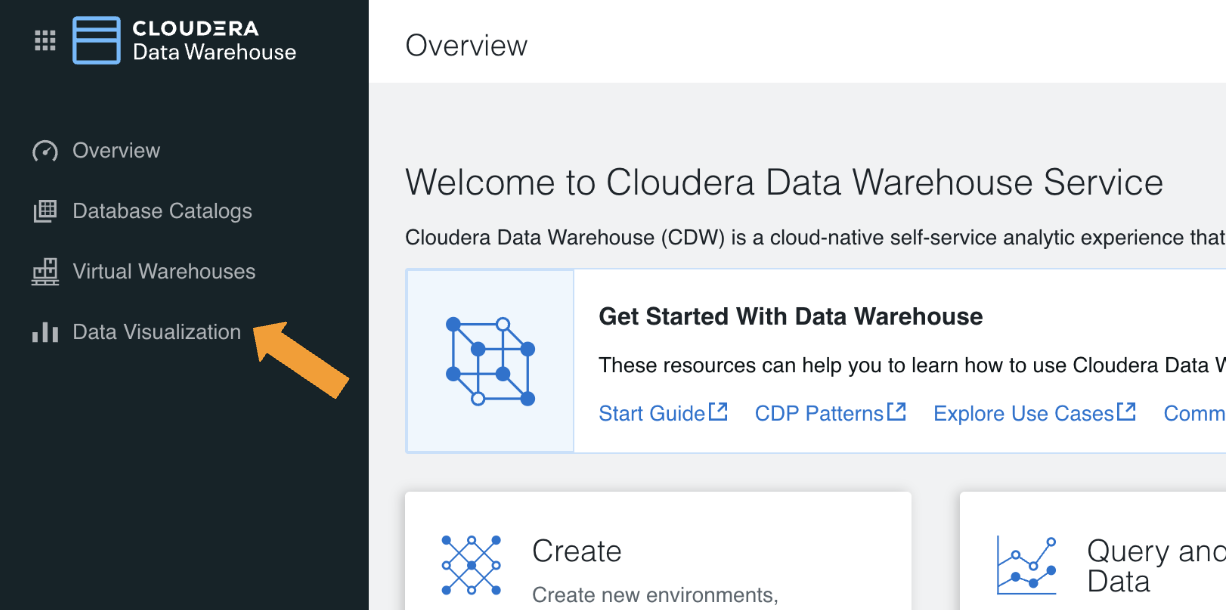 CLOUDERA
Data Warehouse
Overview
Database Catalogs
Virtual Warehouses
Data Visualization
Overview
Welcome to Cloudera Data Warehouse Service
Cloudera Data Warehouse (CDW) is a cloud-native self-service analytic experience that
Get Started With Data Warehouse
These resources can help you to learn how to use Cloudera Data W
Start Guide CDP Patterns Explore Use Cases Comm
Create
Create new environments,
Query and
Data